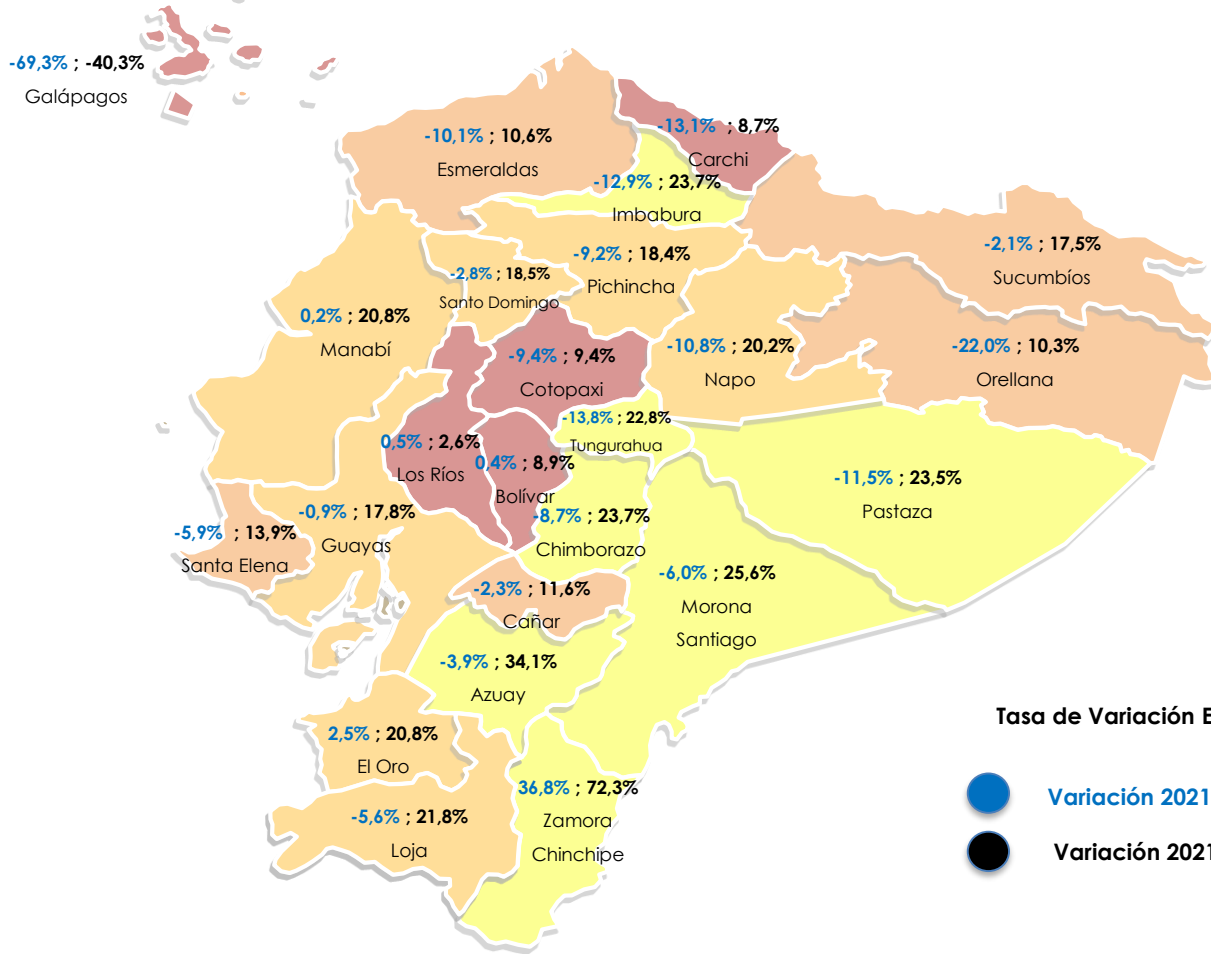 -69,3% ; -40,3%
Galápagos
-10,1% ; 10,6%
Esmeraldas
-13,1% ; 8,7%
Carchi
-12,9% ; 23,7%
Imbabura
-2,1% ; 17,5%
Sucumbíos
-9,2% ; 18,4%
Pichincha
-2,8% ; 18,5%
Santo Domingo
0,2% ; 20,8%
Manabí
-9,4% ; 9,4%
Cotopaxi
-10,8% ; 20,2%
Napo
-22,0% ; 10,3%
Orellana
-13,8% ; 22,8%
Tungurahua
0,5% ; 2,6%
Los Ríos
0,4% ; 8,9%
Bolívar
-11,5% ; 23,5%
Pastaza
-0,9% ; 17,8%
Guayas
-5,9% ; 13,9%
Santa Elena
-8,7% ; 23,7%
Chimborazo
-6,0% ; 25,6%
Morona
Santiago
-2,3% ; 11,6%
Cañar
-3,9% ; 34,1%
Azuay
2,5% ; 20,8%
El Oro
36,8% ; 72,3%
Zamora
Chinchipe
-5,6% ; 21,8%
Loja
Tasa de Variación E
Variación 2021
Variación 2021